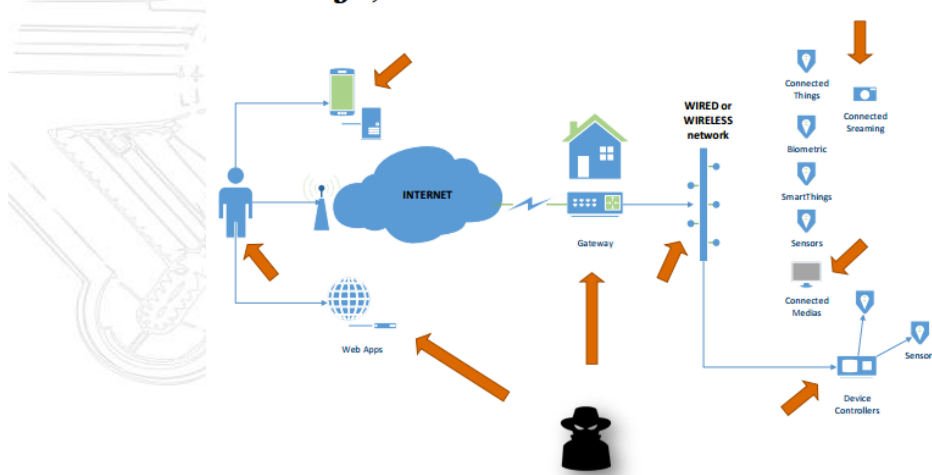 WIRED or
WIRELESS
network
Connected
Things
Connected
Sreaming
Biometric
INTERNET
SmartThings
Gateway
Sensors
Connected
Medias
Web Apps
Sensor
Device
Controllers